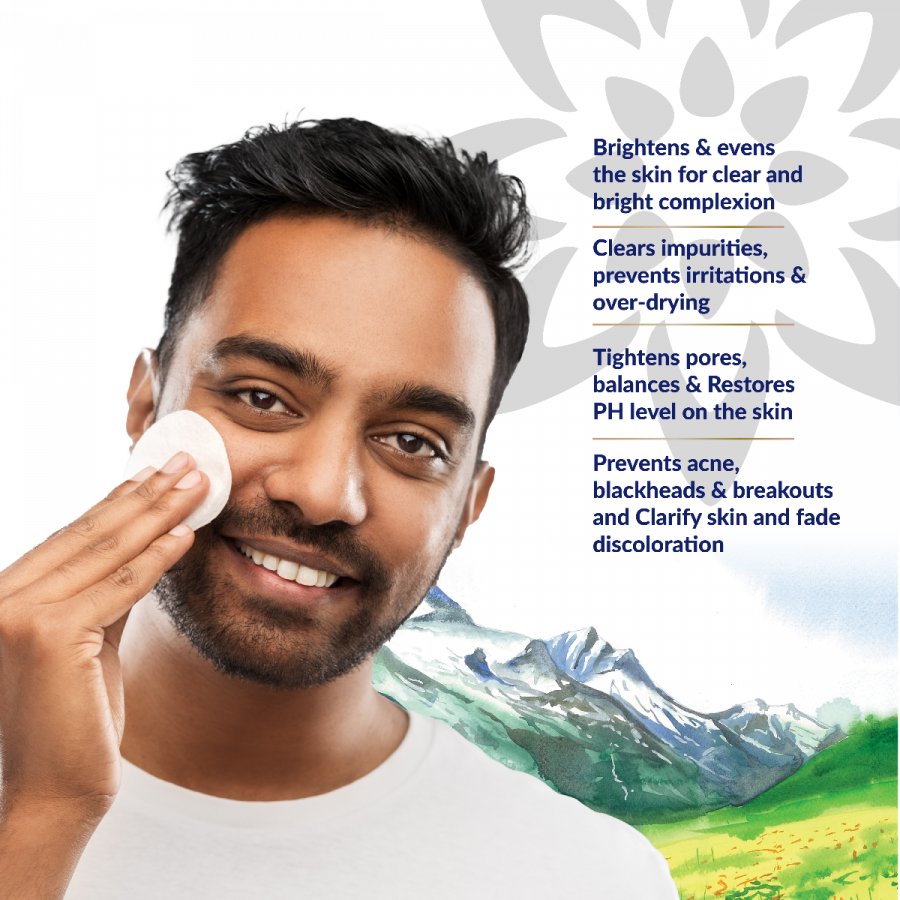 Brightens & evens
the skin for clear and
bright complexion
Clears impurities,
prevents irritations &
over-drying
Tightens pores,
balances & Restores
PH level on the skin
Prevents acne,
blackheads & breakouts
and Clarify skin and fade
discoloration